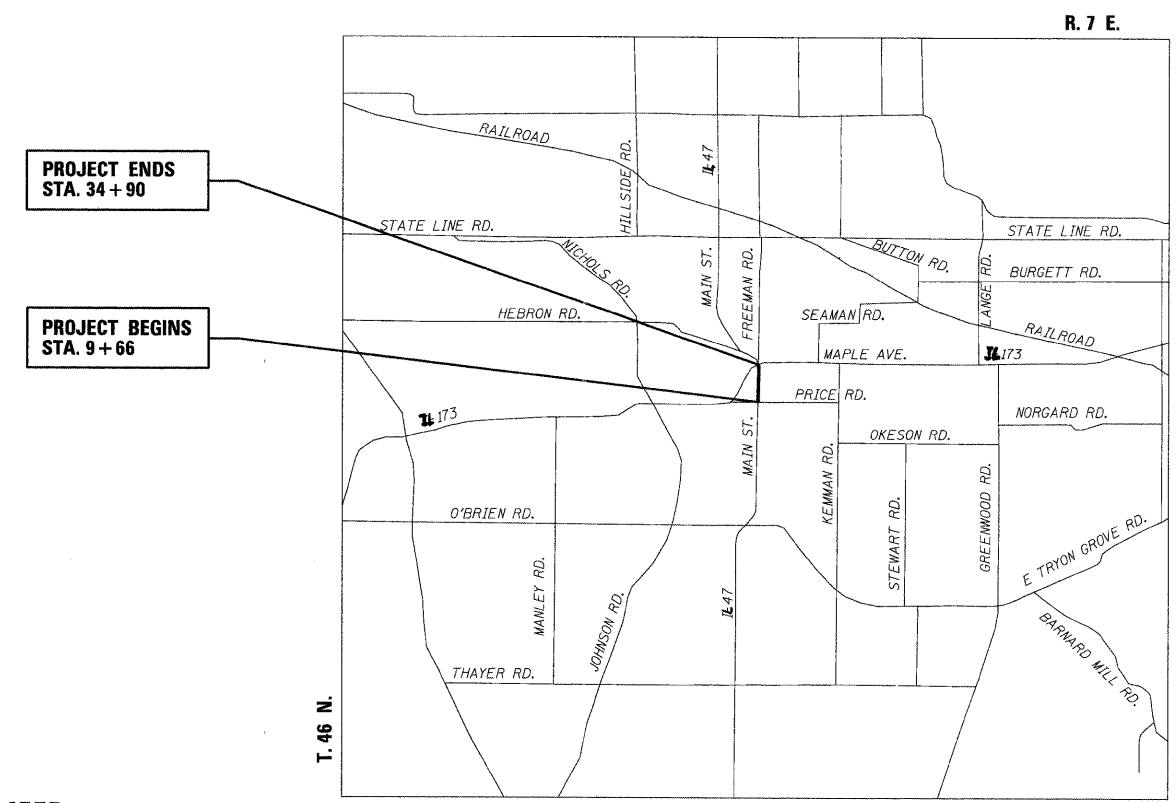 R. 7 E.
PROJECT ENDS
STA. 34+90
PROJECT BEGINS
STA. 9+66
RAILROAD
HILLSIDE RD.
IL 47
STATE LINE RD.
NICHOLS RD.
MAIN ST.
FREEMAN RD.
BUTTON RD.
LANGE RD.
STATE LINE RD.
BURGETT RD.
HEBRON RD.
SEAMAN RD.
RAILROAD
MAPLE AVE.
IL 173
PRICE RD.
NORGARD RD.
IL 173
MAIN ST.
OKESON RD.
KEMMAN RD.
STEWART RD.
GREENWOOD RD.
O'BRIEN RD.
E TRYON GROVE RD.
MANLEY RD.
JOHNSON RD.
IL 47
BARNARD MILL RD.
THAYER RD.
T. 46 N.